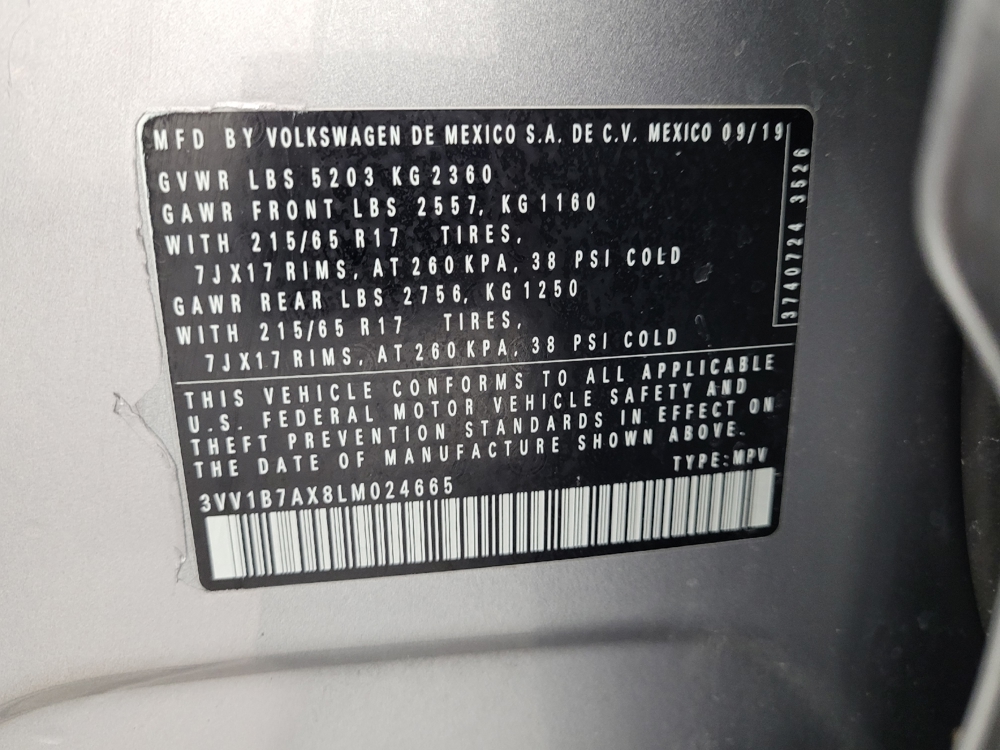 MFD BY VOLKSWAGEN DE MEXICO S.A. DE C.V. MEXICO 09/19
GVWR LBS 5203 KG 2360
GAWR FRONT LBS 2557, KG 1160
WITH 215/65 R17 TIRES,
7JX17 RIMS, AT 260 KPA, 38 PSI COLD
GAWR REAR LBS 2756, KG 1250
WITH 215/65 R17 TIRES,
7JX17 RIMS, AT 260 KPA, 38 PSI COLD
3740724 3526
THIS VEHICLE CONFORMS TO ALL APPLICABLE
U.S. FEDERAL MOTOR VEHICLE SAFETY AND
THEFT PREVENTION STANDARDS IN EFFECT ON
THE DATE OF MANUFACTURE SHOWN ABOVE.
TYPE:MPV
3VV1B7AX8LM024665